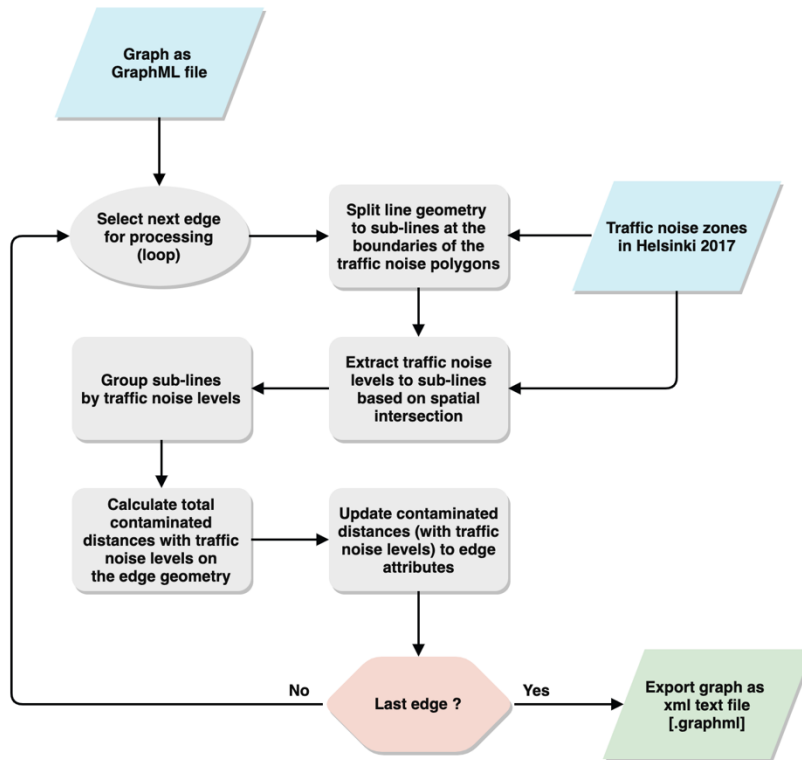 Graph as
GraphML file
Select next edge
for processing
(loop)
Split line geometry
to sub-lines at the
boundaries of the
traffic noise polygons
Traffic noise zones
in Helsinki 2017
Group sub-lines
by traffic noise levels
Extract traffic noise
levels to sub-lines
based on spatial
intersection
Calculate total
contaminated
distances with traffic
noise levels on
the edge geometry
Update contaminated
distances (with traffic
noise levels) to edge
attributes
No
Last edge ?
Yes
Export graph as
xml text file
[.graphml]